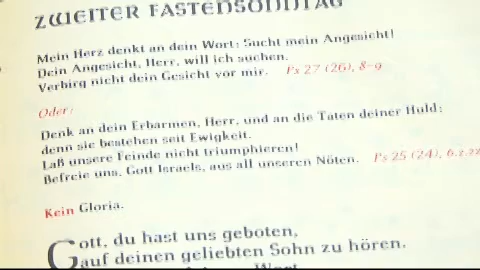 ZWEITER FASTENSONNTAG
Mein Herz denkt an dein Wort: Sucht mein Angesicht!
Dein Angesicht, Herr, will ich suchen.
Verbirg nicht dein Gesicht vor mir. Ps 27 (26), 8-9
Oder:
Denk an dein Erbarmen, Herr, und an die Taten deiner Huld;
denn sie bestehen seit Ewigkeit.
Laß unsere Feinde nicht triumphieren!
Befreie uns, Gott Israels, aus all unseren Nöten. Ps 25 (24), 6.2.22
Kein Gloria.
Gott, du hast uns geboten,
auf deinen geliebten Sohn zu hören.